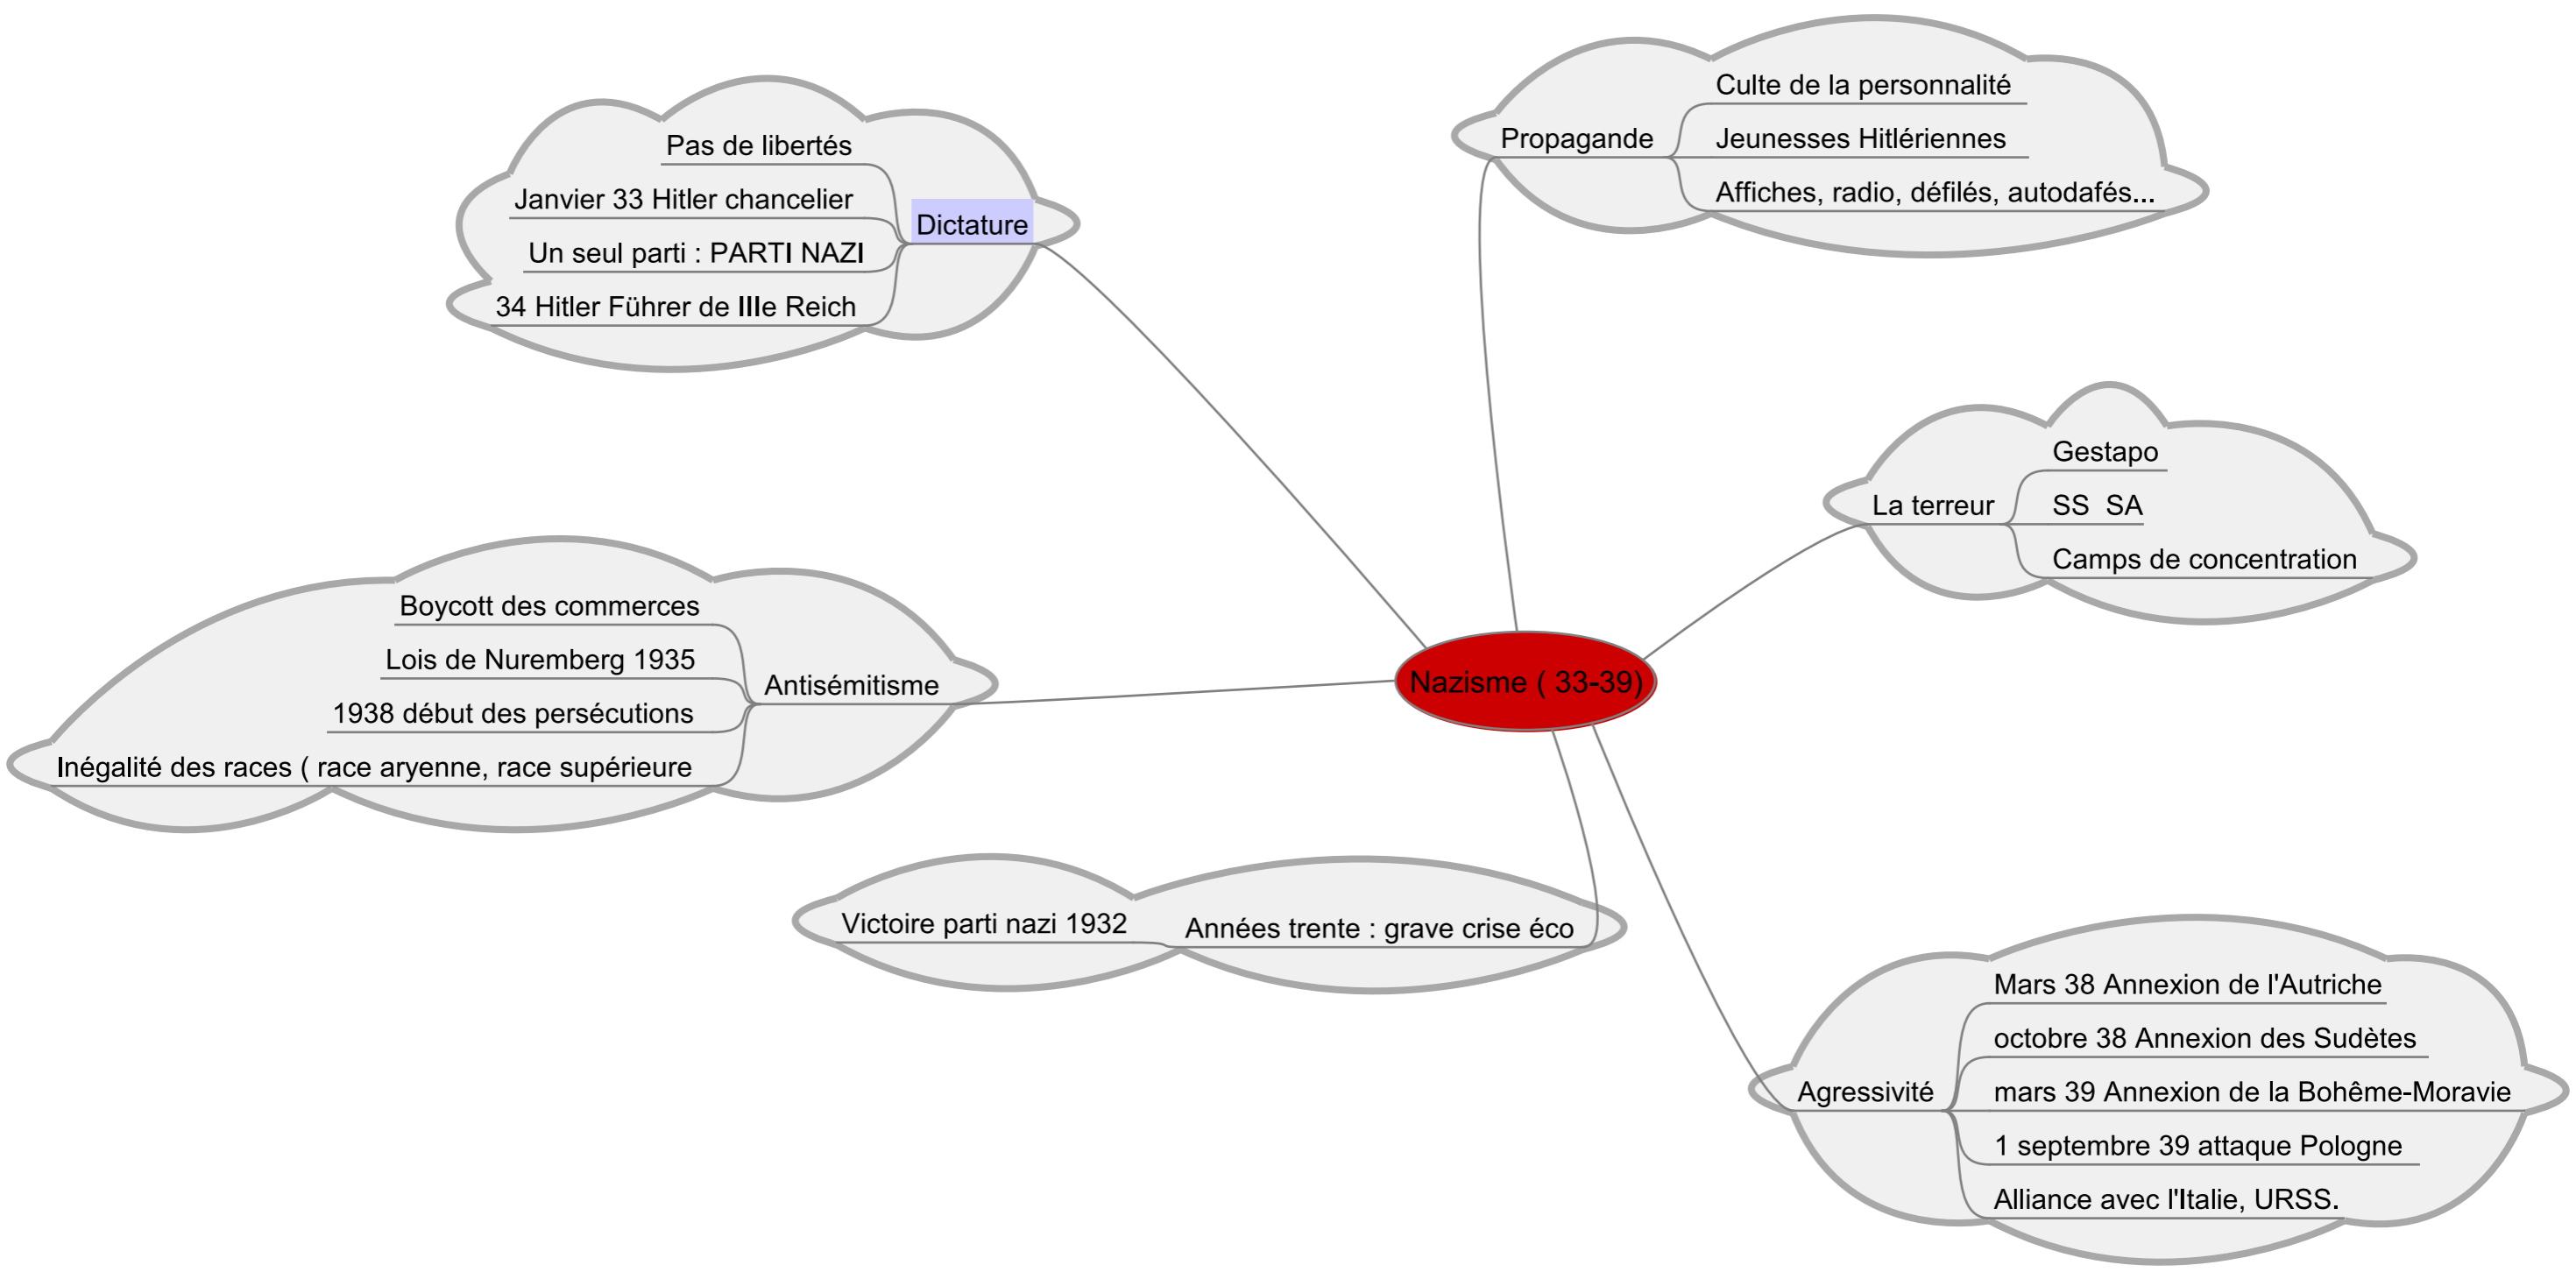 Nazisme ( 33-39)
Propagande
Culte de la personnalité
Jeunesses Hitlériennes
Affiches, radio, défilés, autodafés...
La terreur
Gestapo
SS  SA
Camps de concentration
Agressivité
Mars 38 Annexion de l'Autriche
octobre 38 Annexion des Sudètes
mars 39 Annexion de la Bohême-Moravie
1 septembre 39 attaque Pologne
Alliance avec l'Italie, URSS.
Dictature
Pas de libertés
Janvier 33 Hitler chancelier
Un seul parti : PARTI NAZI
34 Hitler Führer de IIIe Reich
Antisémitisme
Boycott des commerces
Lois de Nuremberg 1935
1938 début des persécutions
Inégalité des races ( race aryenne, race supérieure
Années trente : grave crise éco
Victoire parti nazi 1932